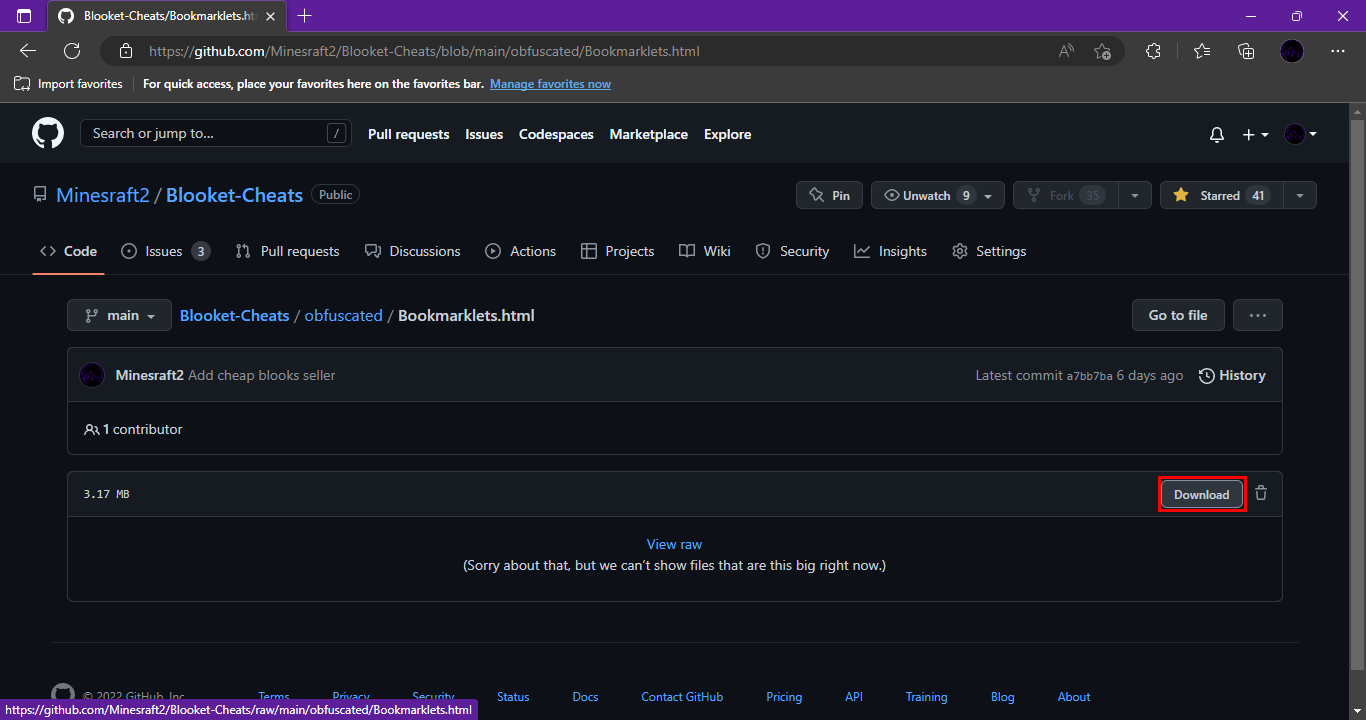 Blooket-Cheats/Bookmarklets.ht
https://github.com/Minesraft2/Blooket-Cheats/blob/main/obfuscated/Bookmarklets.html
Import favorites For quick access, place your favorites here on the favorites bar. Manage favorites now
Search or jump to... / Pull requests Issues Codespaces Marketplace Explore
Minesraft2 / Blooket-Cheats Public Pin Unwatch 9 Fork 35 Starred 41
Code Issues 3 Pull requests Discussions Actions Projects Wiki Security Insights Settings
main Blooket-Cheats / obfuscated / Bookmarklets.html Go to file ...
Minesraft2 Add cheap blooks seller Latest commit a7bb7ba 6 days ago History
1 contributor
3.17 MB Download
View raw
(Sorry about that, but we can't show files that are this big right now.)
© 2022 GitHub, Inc. Terms Privacy Security Status Docs Contact GitHub Pricing API Training Blog About
https://github.com/Minesraft2/Blooket-Cheats/raw/main/obfuscated/Bookmarklets.html